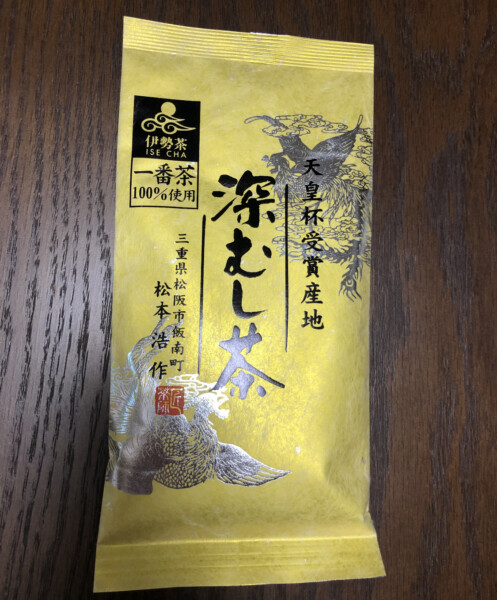 伊勢茶
ISE CHA
一番茶
100%使用
天皇杯受賞産地
深むし茶
三重県松阪市飯南町
松本浩作